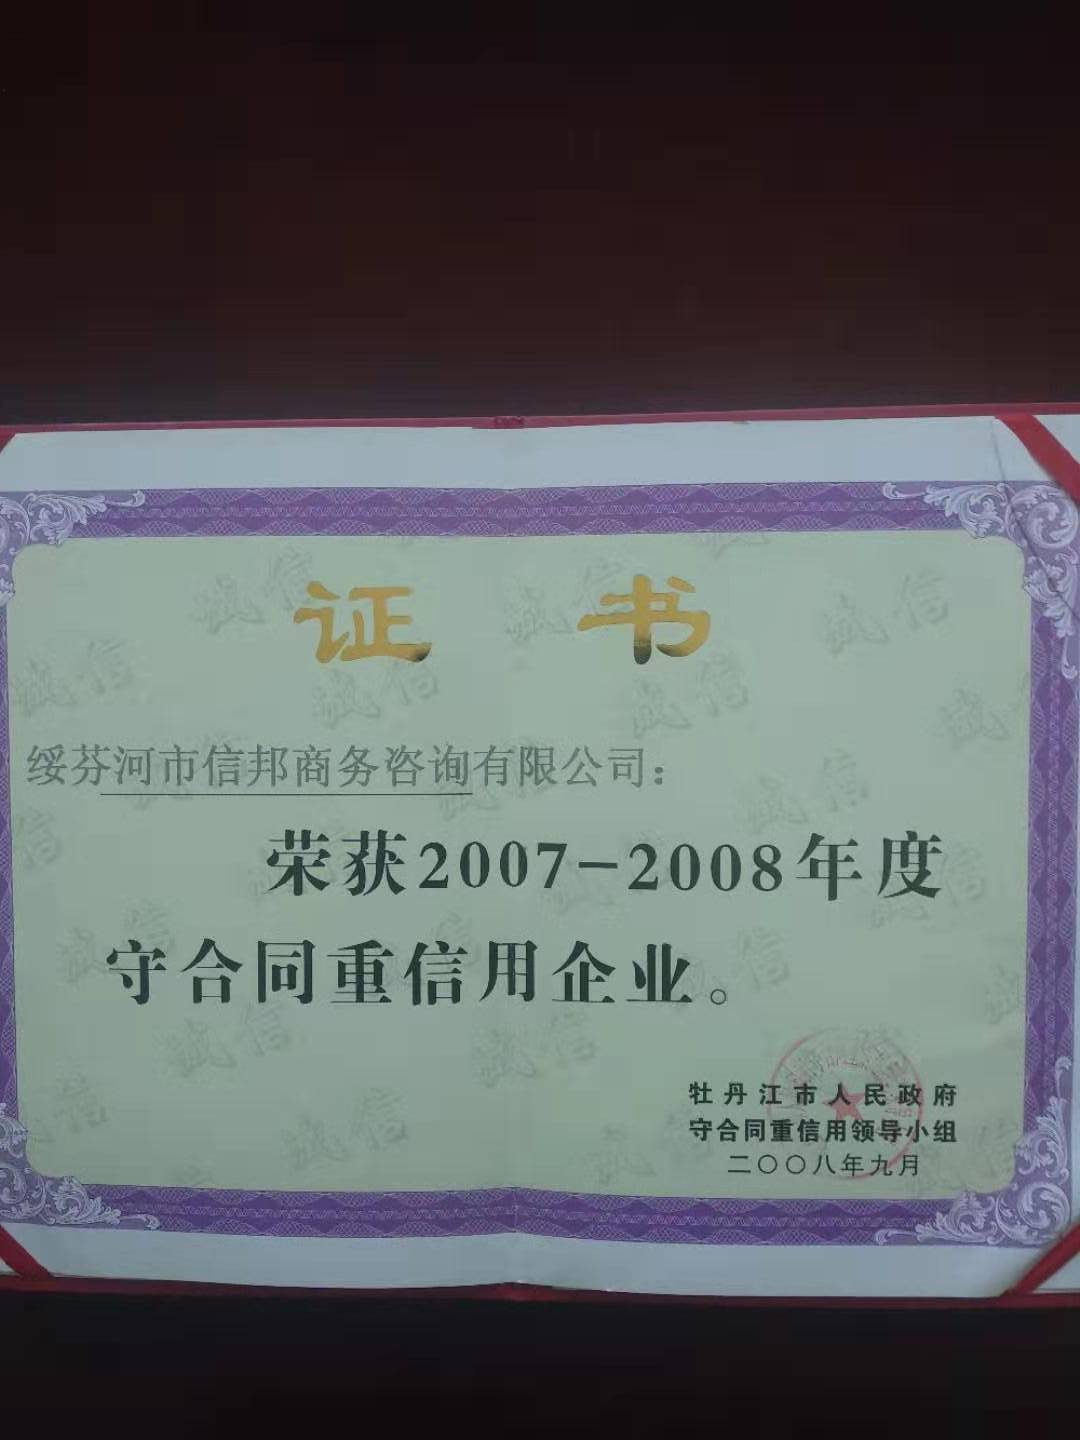 证书
绥芬河市信邦商务咨询有限公司：
荣获2007-2008年度
守合同重信用企业。
牡丹江市人民政府
守合同重信用领导小组
二〇〇八年九月